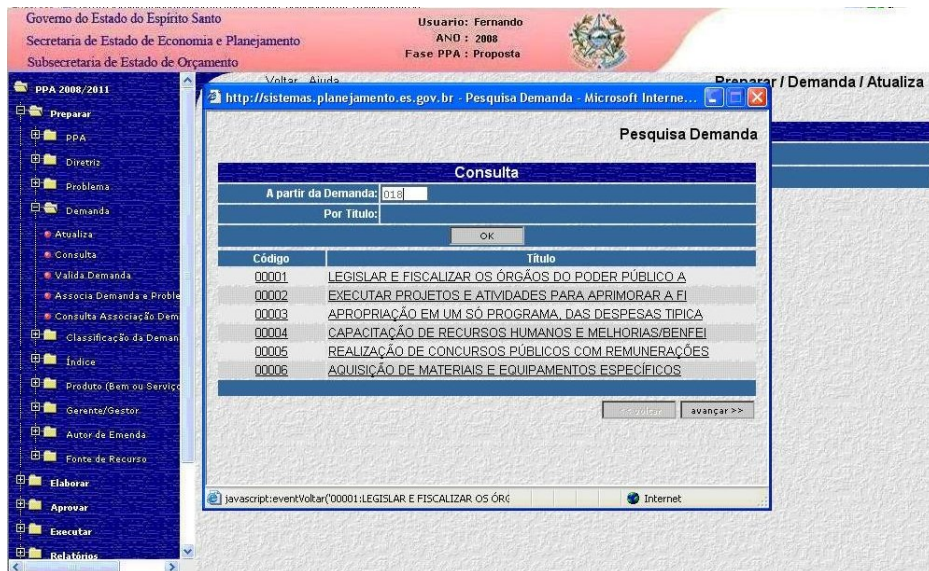 Governo do Estado do Espírito Santo
Secretaria de Estado de Economia e Planejamento
Subsecretaria de Estado de Orçamento
Usuario: Fernando
ANO : 2008
Fase PPA : Proposta
Voltar Ajuda
Preparar / Demanda / Atualiza
PPA 2008/2011
Preparar
PPA
Diretriz
Problema
Demanda
Atualiza
Consulta
Valida Demanda
Associa Demanda e Proble
Consulta Associação Dem
Classificação da Deman
Índice
Produto (Bem ou Serviço
Gerente/Gestor
Autor de Emenda
Fonte de Recurso
Elaborar
Aprovar
Executar
Relatórios
http://sistemas.planejamento.es.gov.br - Pesquisa Demanda - Microsoft Interne...
Pesquisa Demanda
Consulta
A partir da Demanda: 018
Por Título:
OK
Código Título
00001 LEGISLAR E FISCALIZAR OS ÓRGÃOS DO PODER PÚBLICO A
00002 EXECUTAR PROJETOS E ATIVIDADES PARA APRIMORAR A FI
00003 APROPRIAÇÃO EM UM SÓ PROGRAMA, DAS DESPESAS TIPICA
00004 CAPACITAÇÃO DE RECURSOS HUMANOS E MELHORIAS/BENFEI
00005 REALIZAÇÃO DE CONCURSOS PÚBLICOS COM REMUNERAÇÕES
00006 AQUISIÇÃO DE MATERIAIS E EQUIPAMENTOS ESPECÍFICOS
<< voltar avançar >>
javascript:eventVoltar('00001:LEGISLAR E FISCALIZAR OS ÓRG
Internet